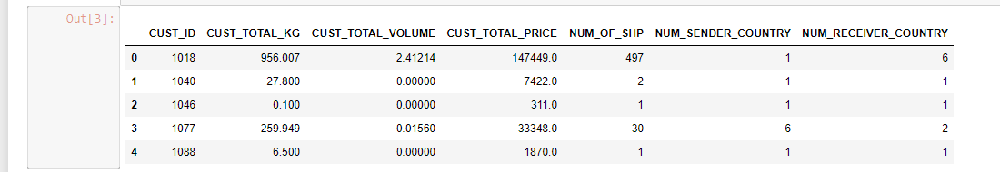 Out[3]:
CUST_ID CUST_TOTAL_KG CUST_TOTAL_VOLUME CUST_TOTAL_PRICE NUM_OF_SHP NUM_SENDER_COUNTRY NUM_RECEIVER_COUNTRY
0 1018 956.007 2.41214 147449.0 497 1 6
1 1040 27.800 0.00000 7422.0 2 1 1
2 1046 0.100 0.00000 311.0 1 1 1
3 1077 259.949 0.01560 33348.0 30 6 2
4 1088 6.500 0.00000 1870.0 1 1 1